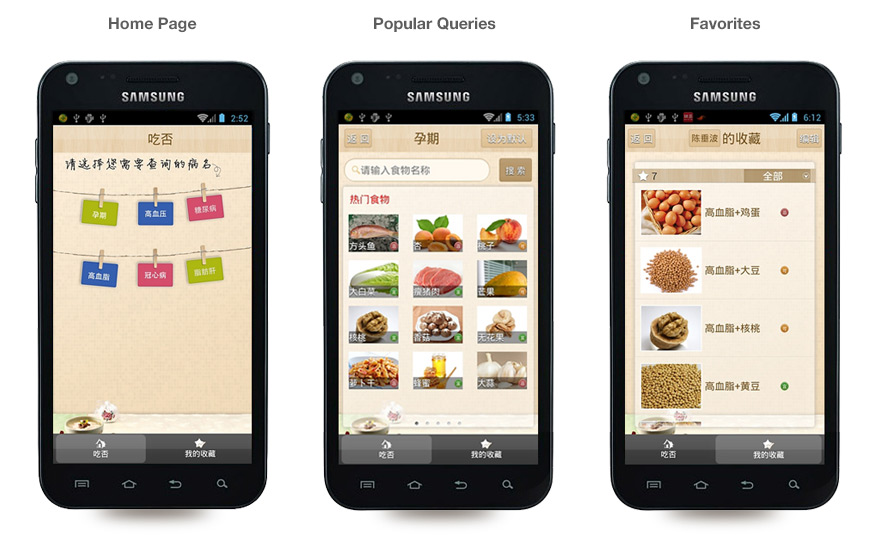 Home Page
Popular Queries
Favorites
SAMSUNG
2:52
吃否
请选择您需要查询的病名
孕期
高血压
糖尿病
高血脂
冠心病
脂肪肝
吃否
我的收藏
SAMSUNG
5:33
返回
孕期
设为默认
请输入食物名称
搜索
热门食物
方头鱼
杏
桃子
大白菜
瘦猪肉
芒果
核桃
香菇
无花果
萝卜干
蜂蜜
大蒜
吃否
我的收藏
SAMSUNG
6:12
返回
陈垂波 的收藏
编辑
7
全部
高血脂+鸡蛋
高血脂+大豆
高血脂+核桃
高血脂+黄豆
吃否
我的收藏